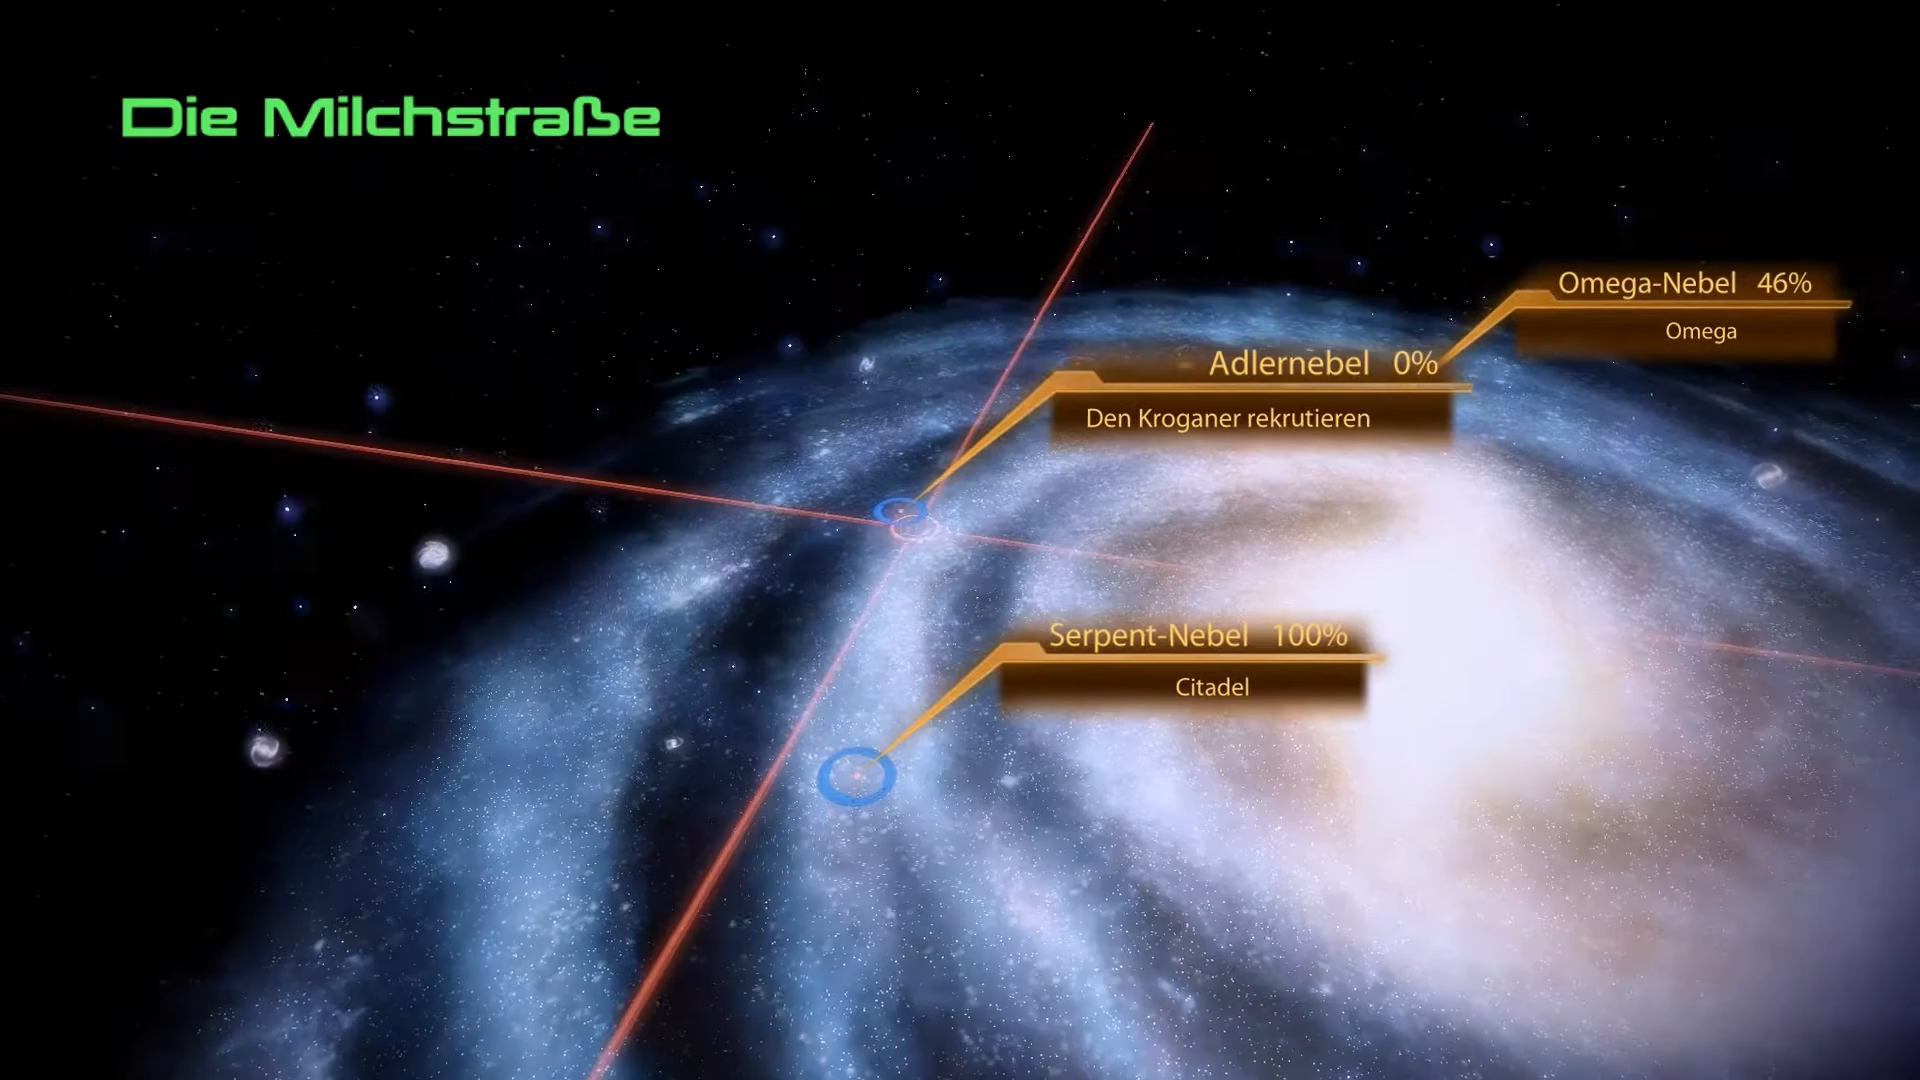 Die Milchstraße
Omega-Nebel 46%
Omega
Adlernebel 0%
Den Kroganer rekrutieren
Serpent-Nebel 100%
Citadel